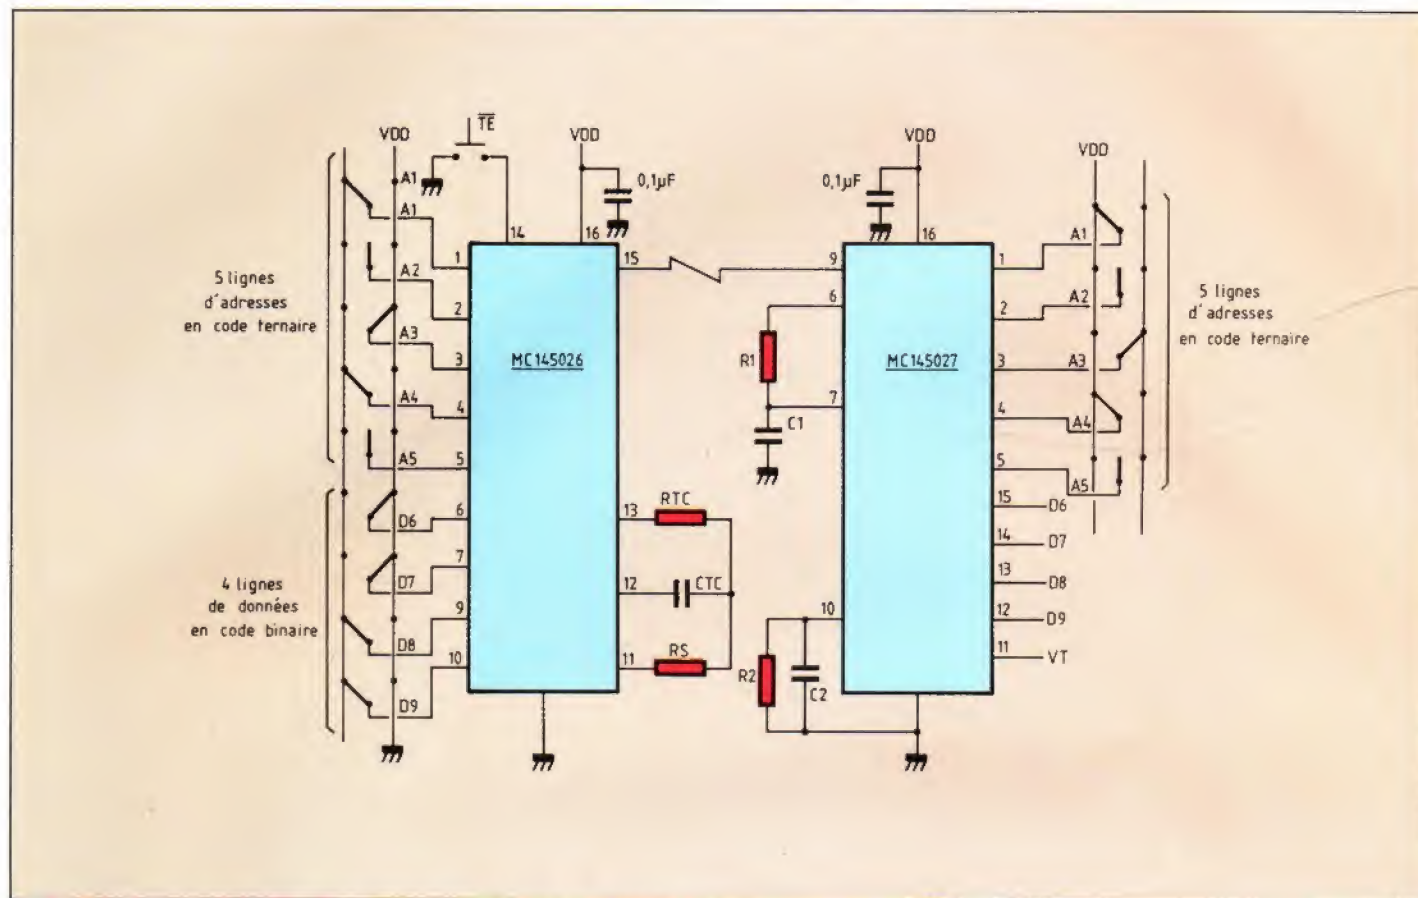 5 lignes
d'adresses
en code ternaire
4 lignes
de données
en code binaire
VDD
A1
A1
A2
A3
A4
A5
D6
D7
D8
D9
TE
VDD
0,1µF
14
16
1
2
3
4
5
6
7
9
10
MC145026
15
13
12
11
RTC
CTC
RS
VDD
0,1µF
16
9
6
7
10
R1
C1
R2
C2
MC145027
1
2
3
4
5
15
14
13
12
11
VDD
A1
A2
A3
A4
A5
D6
D7
D8
D9
VT
5 lignes
d'adresses
en code ternaire